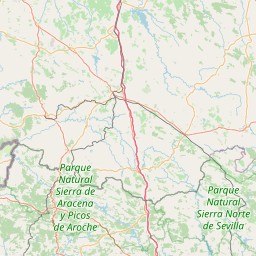 Parque
Natural
Sierra de
Aracena
y Picos
de Aroche
Parque
Natural
Sierra Norte
de Sevilla